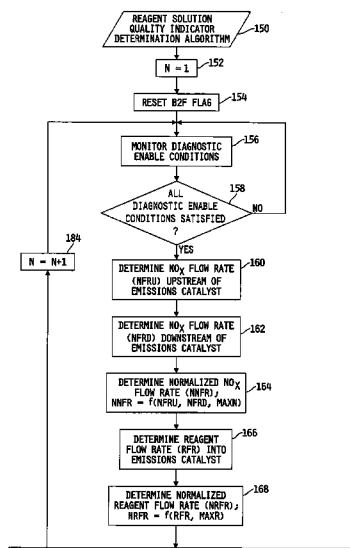 REAGENT SOLUTION
QUALITY INDICATOR
DETERMINATION ALGORITHM
150
N = 1
152
RESET B2F FLAG
154
MONITOR DIAGNOSTIC
ENABLE CONDITIONS
156
ALL
DIAGNOSTIC ENABLE
CONDITIONS SATISFIED
?
158
NO
YES
184
N = N+1
DETERMINE NOX FLOW RATE
(NFRU) UPSTREAM OF
EMISSIONS CATALYST
160
DETERMINE NOX FLOW RATE
(NFRD) DOWNSTREAM OF
EMISSIONS CATALYST
162
DETERMINE NORMALIZED NOX
FLOW RATE (NNFR);
NNFR = f(NFRU, NFRD, MAXN)
164
DETERMINE REAGENT
FLOW RATE (RFR) INTO
EMISSIONS CATALYST
166
DETERMINE NORMALIZED
REAGENT FLOW RATE (NRFR);
NRFR = f(RFR, MAXR)
168